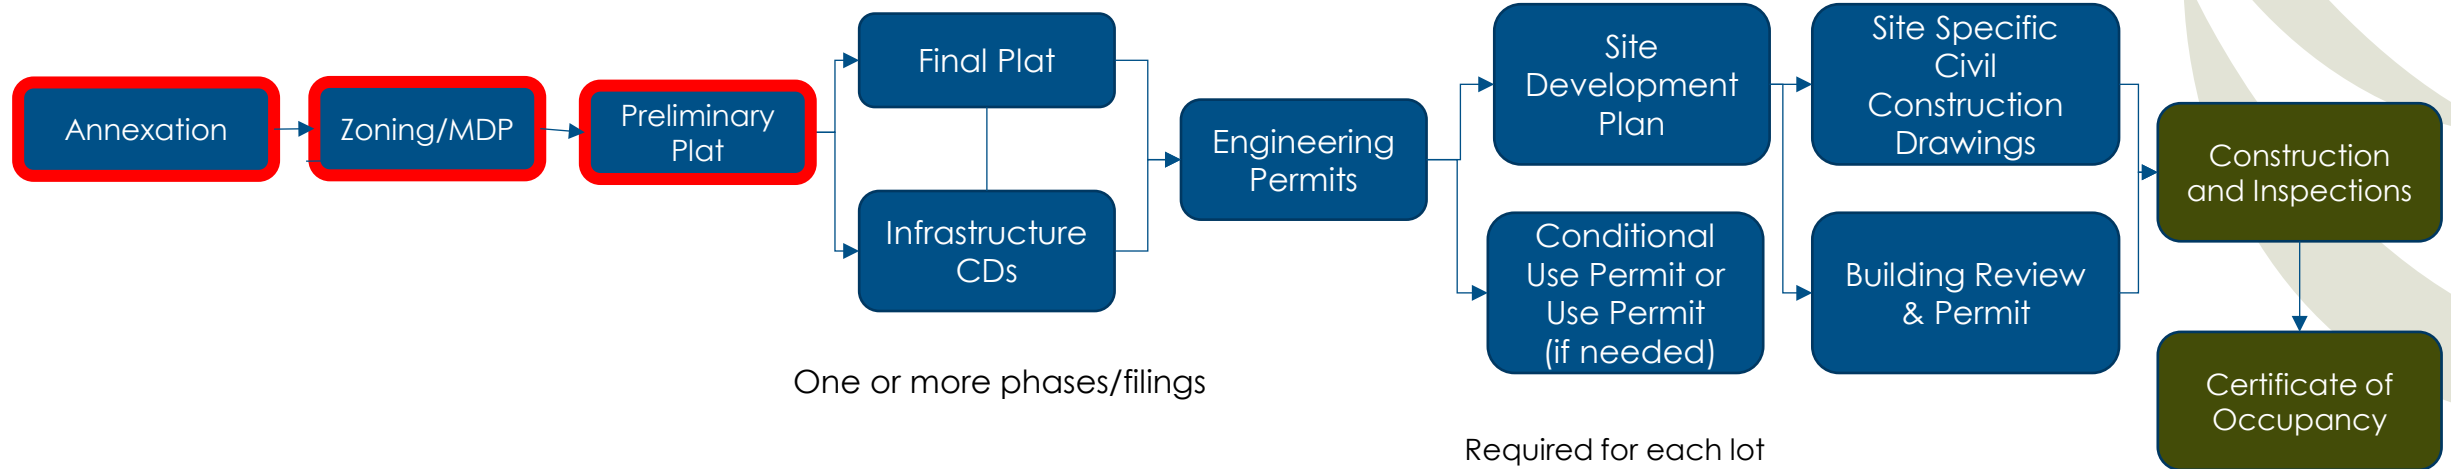 Annexation
Zoning/MDP
Preliminary
Plat
Final Plat
Infrastructure
CDs
One or more phases/filings
Engineering
Permits
Site
Development
Plan
Conditional
Use Permit or
Use Permit
(if needed)
Required for each lot
Site Specific
Civil
Construction
Drawings
Building Review
& Permit
Construction
and Inspections
Certificate of
Occupancy